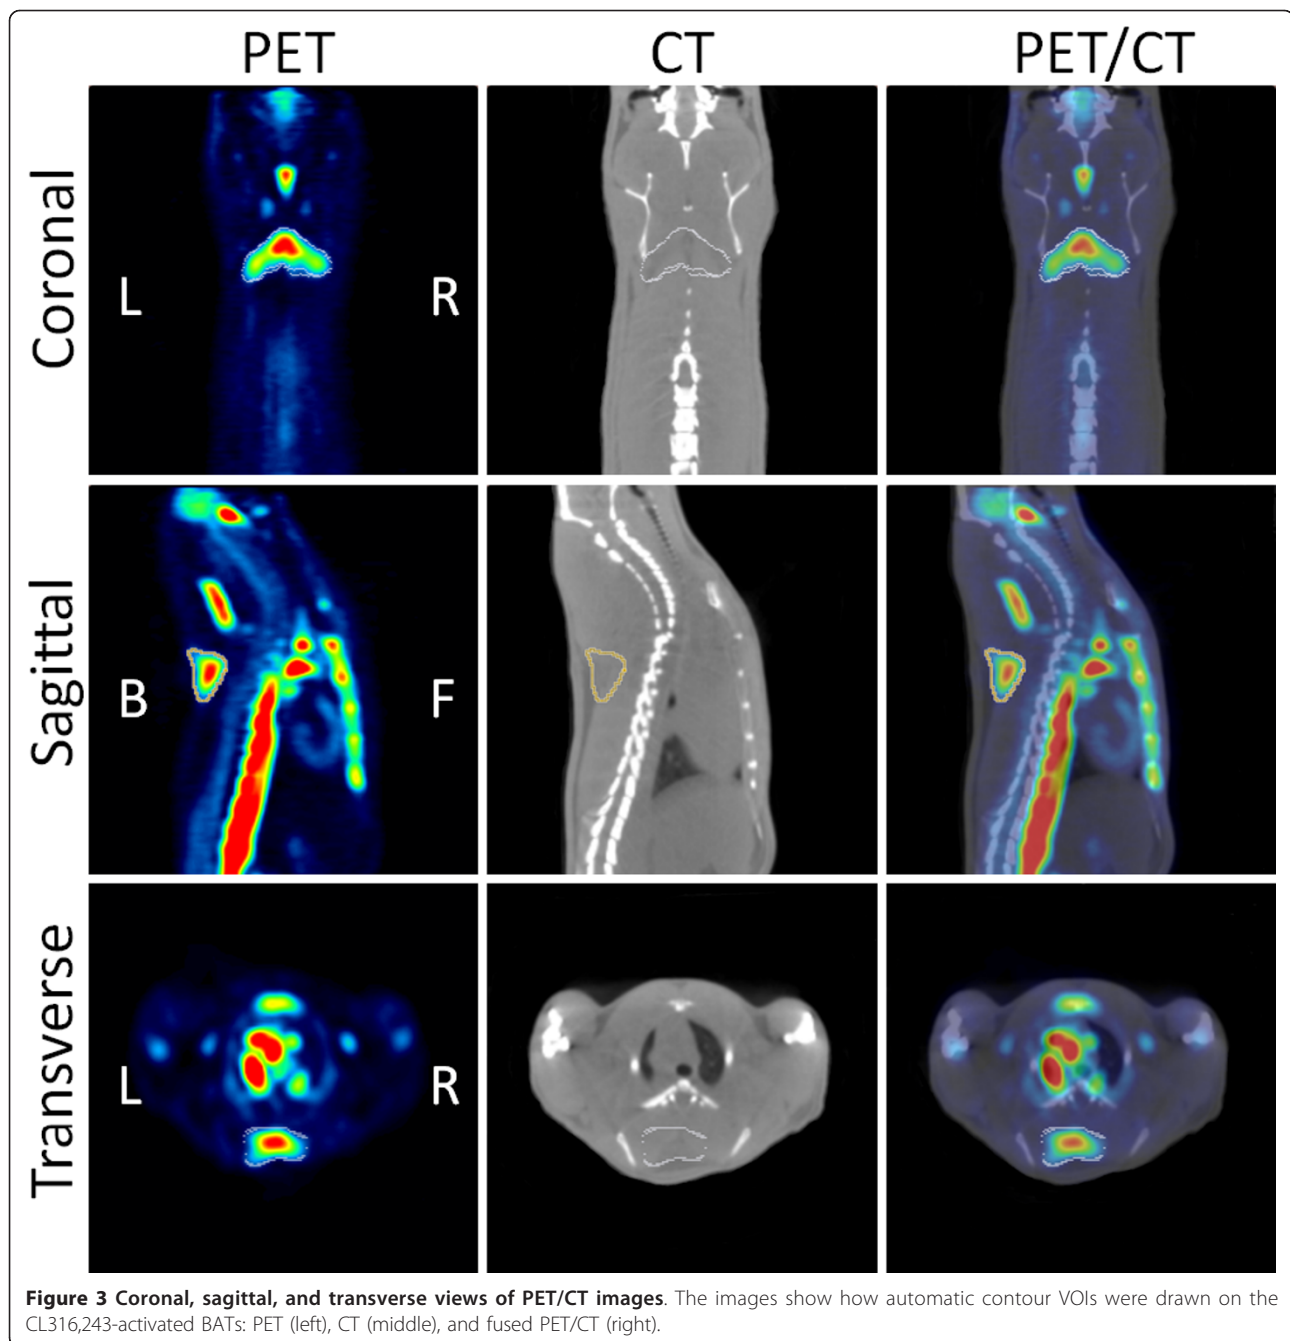 PET CT PET/CT
Coronal
L R
Sagittal
B F
Transverse
L R
Figure 3 Coronal, sagittal, and transverse views of PET/CT images. The images show how automatic contour VOIs were drawn on the
CL316,243-activated BATs: PET (left), CT (middle), and fused PET/CT (right).